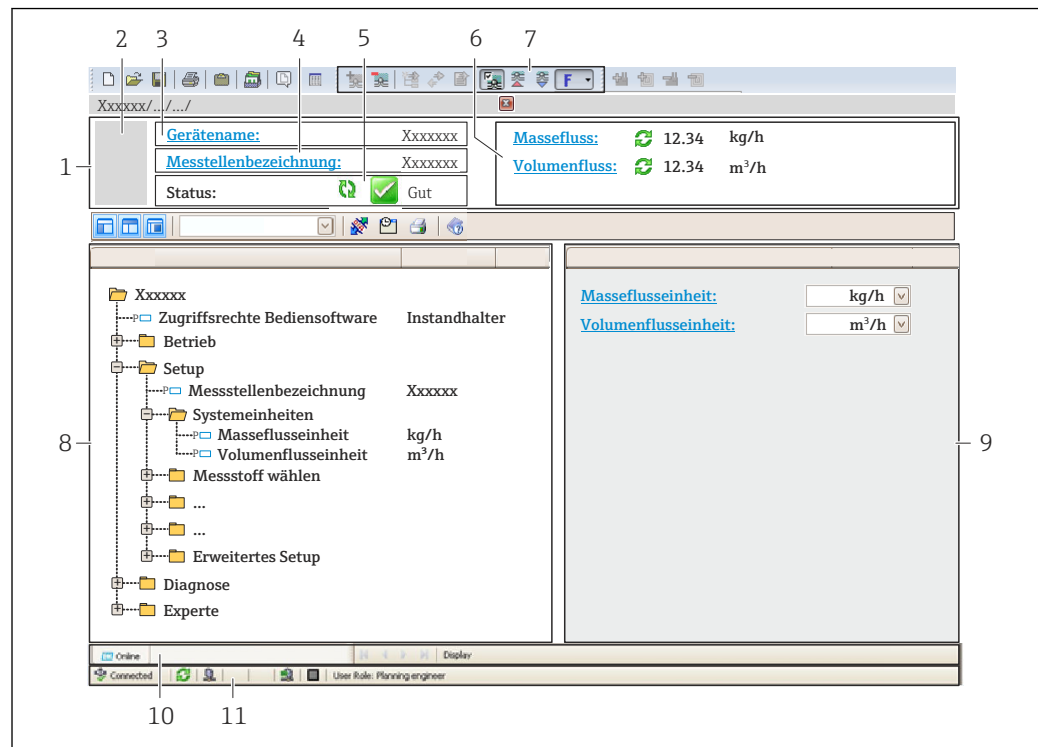 2 3 4 5 6 7
F
Xxxxxx/.../.../
1
Gerätename: Xxxxxxx
Messtellenbezeichnung: Xxxxxxx
Status: Gut
Massefluss: 12.34 kg/h
Volumenfluss: 12.34 m³/h
Xxxxxx
P Zugriffsrechte Bediensoftware Instandhalter
Betrieb
Setup
P Messstellenbezeichnung Xxxxxx
Systemeinheiten
P Masseflusseinheit kg/h
P Volumenflusseinheit m³/h
Messstoff wählen
...
...
Erweitertes Setup
Diagnose
Experte
8
Masseflusseinheit: kg/h
Volumenflusseinheit: m³/h
9
Online Display
Connected User Role: Planning engineer
10 11